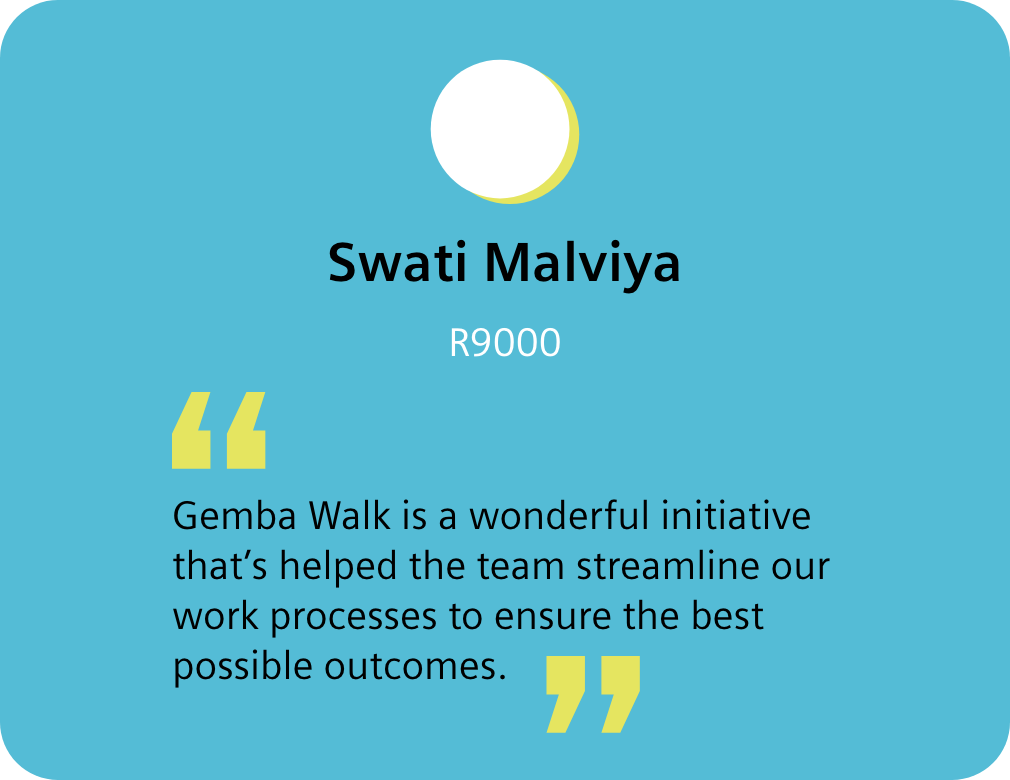 Swati Malviya
R9000
“
Gemba Walk is a wonderful initiative
that’s helped the team streamline our
work processes to ensure the best
possible outcomes. ”